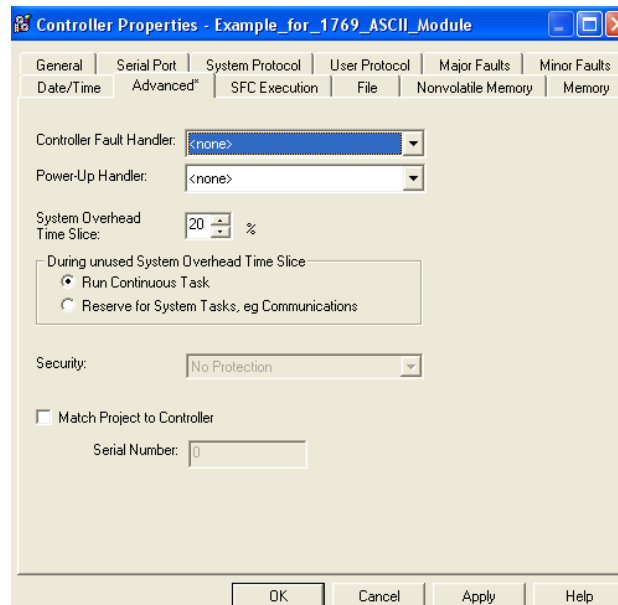 Controller Properties - Example_for_1769_ASCII_Module
General Serial Port System Protocol User Protocol Major Faults Minor Faults
Date/Time Advanced* SFC Execution File Nonvolatile Memory Memory
Controller Fault Handler: <none>
Power-Up Handler: <none>
System Overhead
Time Slice: 20 %
During unused System Overhead Time Slice
Run Continuous Task
Reserve for System Tasks, eg Communications
Security: No Protection
Match Project to Controller
Serial Number: 0
OK Cancel Apply Help